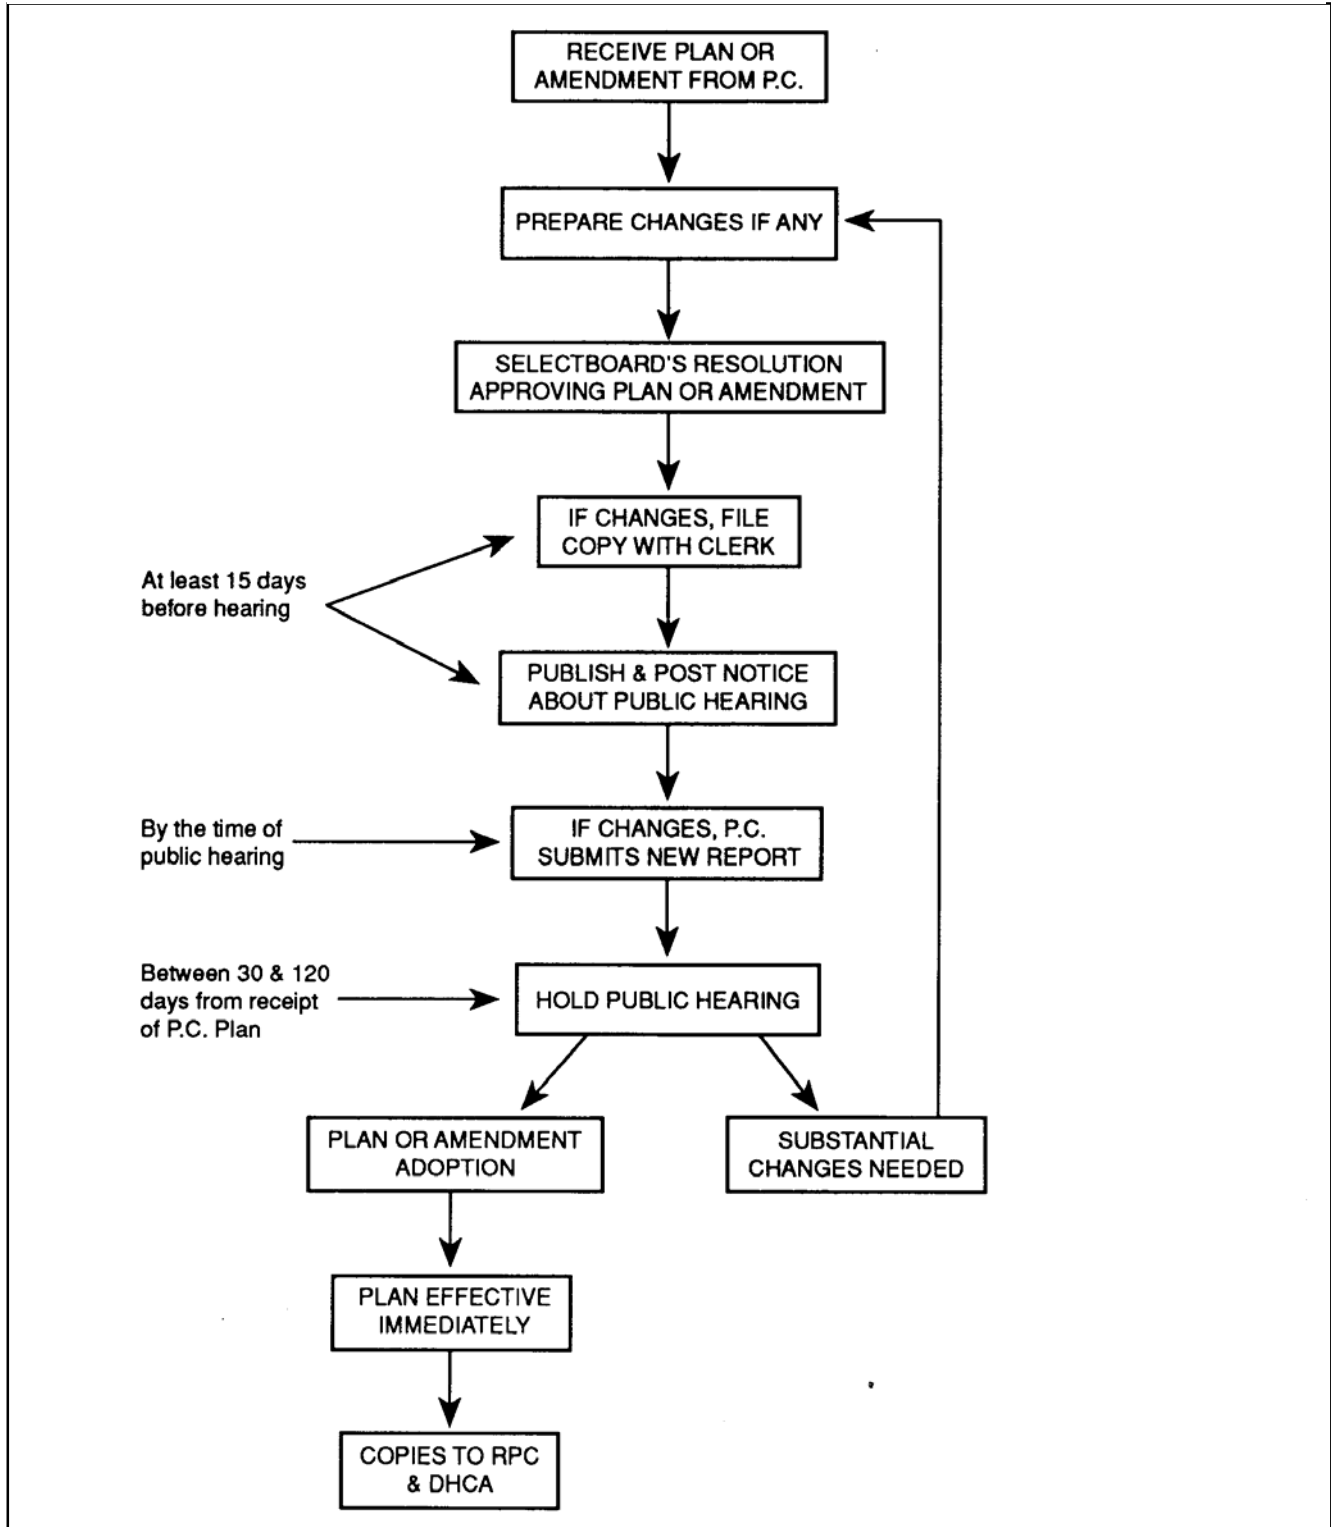 RECEIVE PLAN OR
AMENDMENT FROM P.C.
PREPARE CHANGES IF ANY
SELECTBOARD'S RESOLUTION
APPROVING PLAN OR AMENDMENT
IF CHANGES, FILE
COPY WITH CLERK
At least 15 days
before hearing
PUBLISH & POST NOTICE
ABOUT PUBLIC HEARING
By the time of
public hearing
IF CHANGES, P.C.
SUBMITS NEW REPORT
Between 30 & 120
days from receipt
of P.C. Plan
HOLD PUBLIC HEARING
PLAN OR AMENDMENT
ADOPTION
SUBSTANTIAL
CHANGES NEEDED
PLAN EFFECTIVE
IMMEDIATELY
COPIES TO RPC
& DHCA